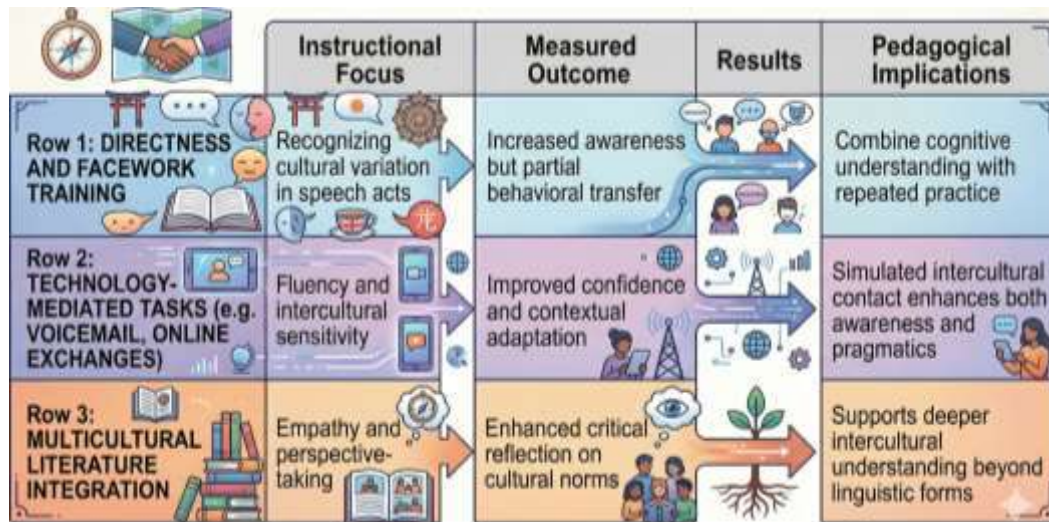 Instructional
Focus
Measured
Outcome
Results
Pedagogical
Implications
Row 1: DIRECTNESS
AND FACEWORK
TRAINING
Recognizing
cultural variation
in speech acts
Increased awareness
but partial
behavioral transfer
Combine cognitive
understanding with
repeated practice
Row 2:
TECHNOLOGY-
MEDIATED TASKS (e.g.
VOICEMAIL, ONLINE
EXCHANGES)
Fluency and
intercultural
sensitivity
Improved confidence
and contextual
adaptation
Simulated intercultural
contact enhances both
awareness and
pragmatics
Row 3:
MULTICULTURAL
LITERATURE
INTEGRATION
Empathy and
perspective-
taking
Enhanced critical
reflection on
cultural norms
Supports deeper
intercultural
understanding beyond
linguistic forms